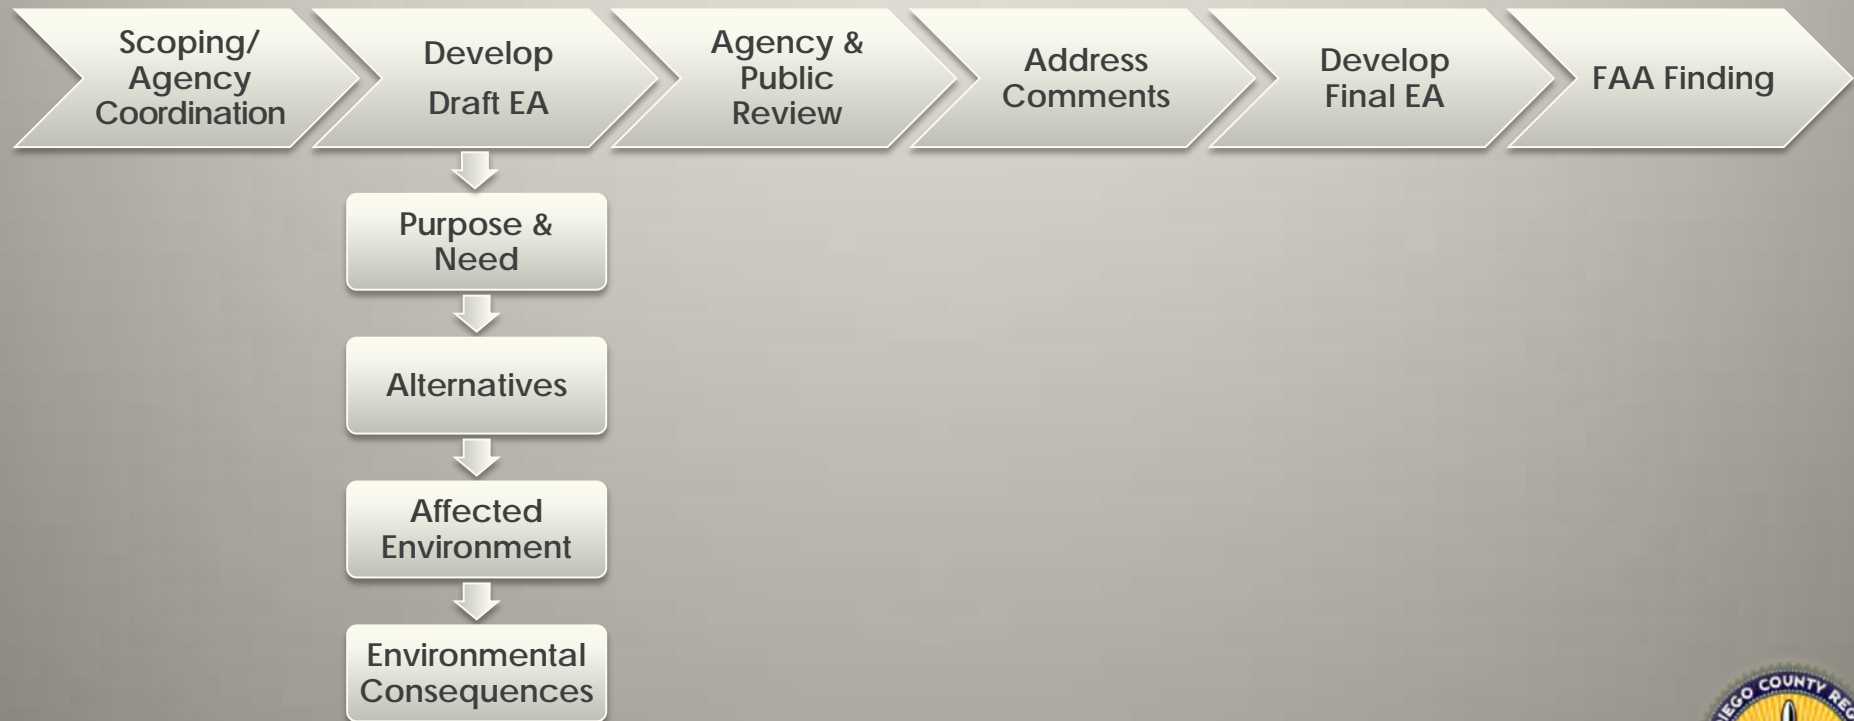 Scoping/
Agency
Coordination
Develop
Draft EA
Agency &
Public
Review
Address
Comments
Develop
Final EA
FAA Finding
Purpose &
Need
Alternatives
Affected
Environment
Environmental
Consequences
COUNTY